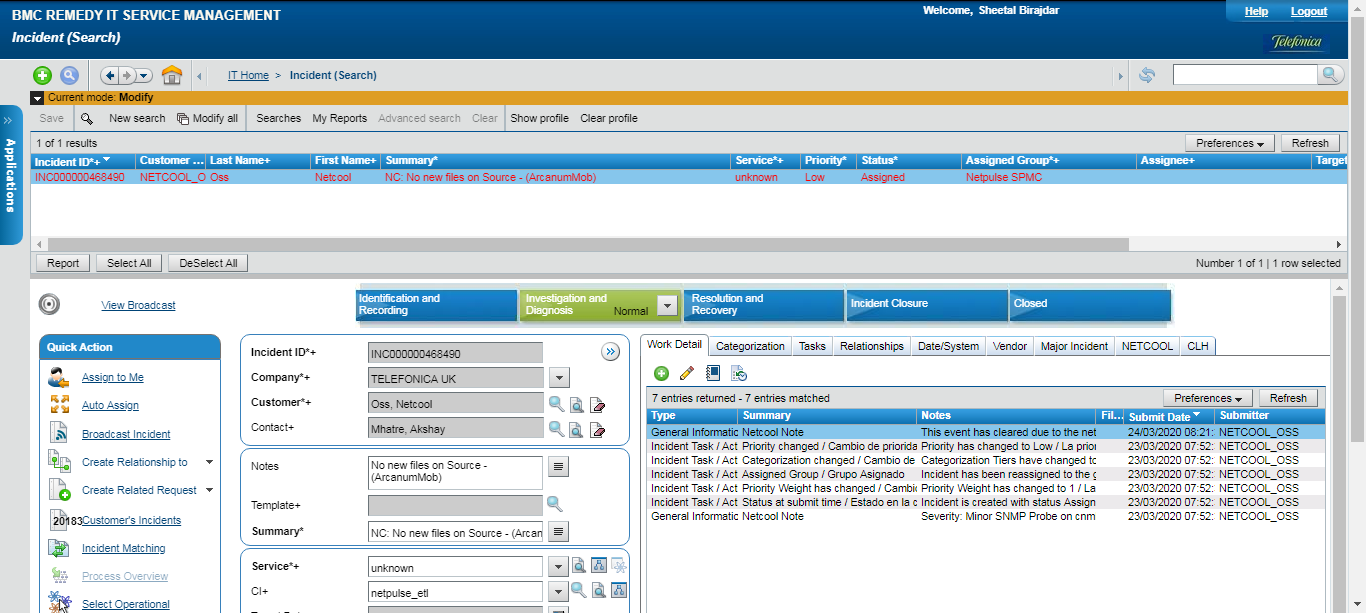 BMC REMEDY IT SERVICE MANAGEMENT
Welcome, Sheetal Birajdar
Help Logout
Incident (Search)
Telefónica
IT Home > Incident (Search)
Current mode: Modify
Save New search Modify all Searches My Reports Advanced search Clear Show profile Clear profile
Applications
1 of 1 results
Preferences Refresh
Incident ID*+ Customer ... Last Name+ First Name+ Summary* Service*+ Priority* Status* Assigned Group*+ Assignee+ Target
INC000000468490 NETCOOL_O Oss Netcool NC: No new files on Source - (ArcanumMob) unknown Low Assigned Netpulse SPMC
Report Select All DeSelect All
Number 1 of 1 | 1 row selected
View Broadcast
Identification and
Recording
Investigation and
Diagnosis
Normal
Resolution and
Recovery
Incident Closure
Closed
Quick Action
Assign to Me
Auto Assign
Broadcast Incident
Create Relationship to
Create Related Request
20183 Customer's Incidents
Incident Matching
Process Overview
Select Operational
Incident ID*+ INC000000468490
Company*+ TELEFONICA UK
Customer*+ Oss, Netcool
Contact+ Mhatre, Akshay
Notes No new files on Source -
(ArcanumMob)
Template+
Summary* NC: No new files on Source - (Arcan
Service*+ unknown
CI+ netpulse_etl
Work Detail Categorization Tasks Relationships Date/System Vendor Major Incident NETCOOL CLH
7 entries returned - 7 entries matched
Preferences Refresh
Type Summary Notes Fil... Submit Date Submitter
General Informatic Netcool Note This event has cleared due to the net 24/03/2020 08:21: NETCOOL_OSS
Incident Task / Act Priority changed / Cambio de priorida Priority has changed to Low / La prior 23/03/2020 07:52: NETCOOL_OSS
Incident Task / Act Categorization changed / Cambio de Categorization Tiers have changed to 23/03/2020 07:52: NETCOOL_OSS
Incident Task / Act Assigned Group / Grupo Asignado Incident has been reassigned to the g 23/03/2020 07:52: NETCOOL_OSS
Incident Task / Act Priority Weight has changed / Cambio Priority Weight has changed to 1 / La 23/03/2020 07:52: NETCOOL_OSS
Incident Task / Act Status at submit time / Estado en la c Incident is created with status Assign 23/03/2020 07:52: NETCOOL_OSS
General Informatic Netcool Note Severity: Minor SNMP Probe on cnm 23/03/2020 07:52: NETCOOL_OSS